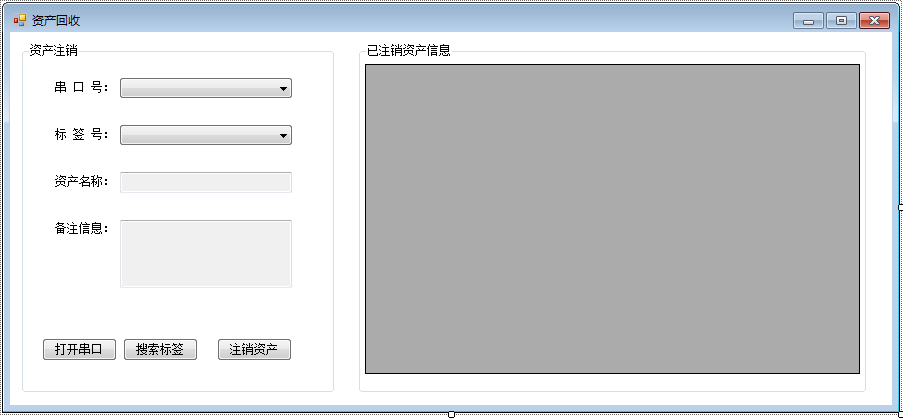 资产回收
资产注销
串 口 号：
标 签 号：
资产名称：
备注信息：
打开串口 搜索标签 注销资产
已注销资产信息